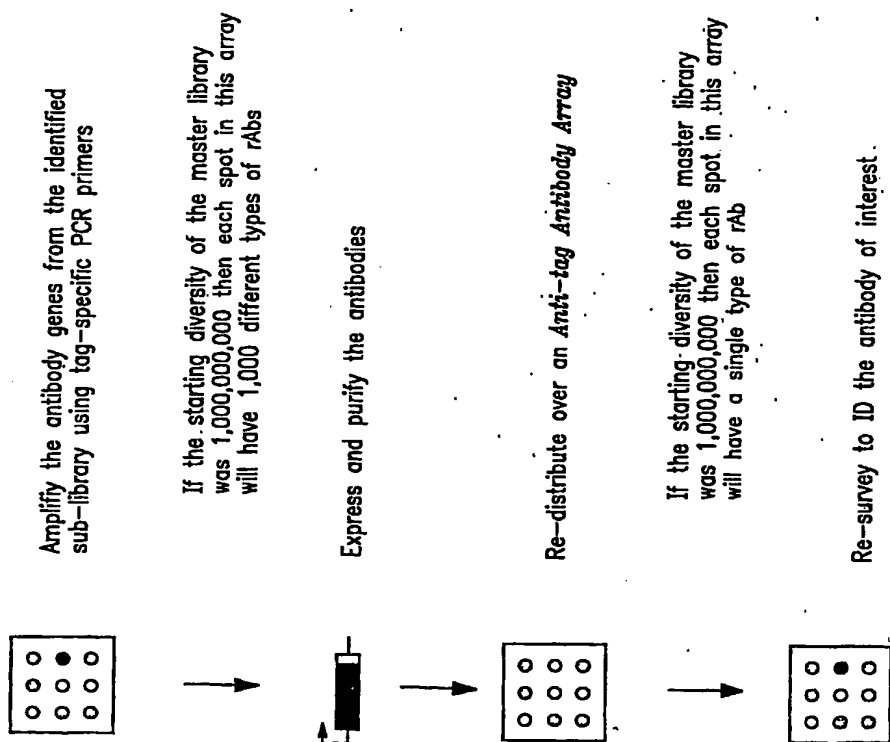 Amplifiy the antibody genes from the identified
sub-library using tag-specific PCR primers
If the starting diversity of the master library
was 1,000,000,000 then each spot in this array
will have 1,000 different types of rAbs
Express and purify the antibodies
Re-distribute over an Anti-tag Antibody Array
If the starting diversity of the master library
was 1,000,000,000 then each spot in this array
will have a single type of rAb
Re-survey to ID the antibody of interest.